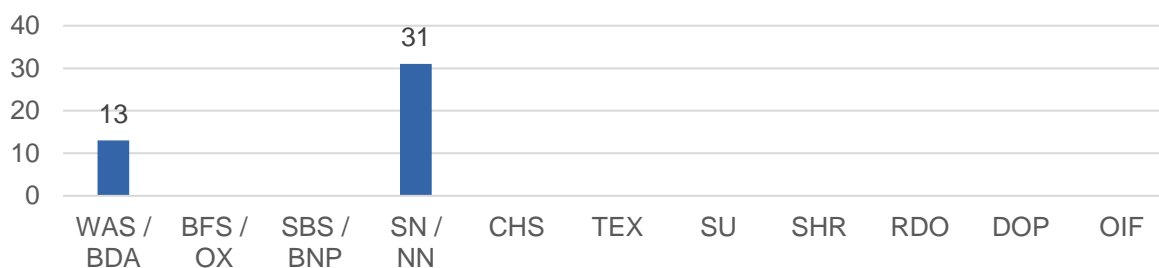 40
30
20
10
0
13
31
WAS / BDA
BFS / OX
SBS / BNP
SN / NN
CHS
TEX
SU
SHR
RDO
DOP
OIF